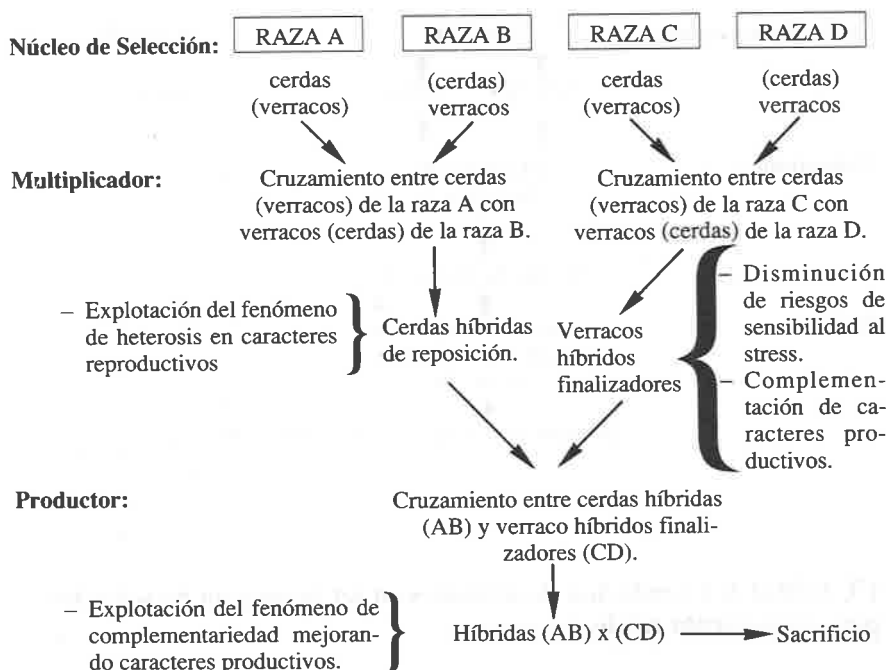 Núcleo de Selección: RAZA A RAZA B RAZA C RAZA D
cerdas (cerdas) cerdas (cerdas)
(verracos) verracos (verracos) verracos
Multiplicador:
Cruzamiento entre cerdas
(verracos) de la raza A con
verracos (cerdas) de la raza B.
Cruzamiento entre cerdas
(verracos) de la raza C con
verracos (cerdas) de la raza D.
– Explotación del fenómeno
de heterosis en caracteres
reproductivos
Cerdas híbridas
de reposición.
Verracos
híbridos
finalizadores
– Disminución
de riesgos de
sensibilidad al
stress.
– Complemen-
tación de ca-
racteres pro-
ductivos.
Productor:
Cruzamiento entre cerdas híbridas
(AB) y verraco híbridos finali-
zadores (CD).
– Explotación del fenómeno de
complementariedad mejoran-
do caracteres productivos.
Híbridas (AB) x (CD) Sacrificio